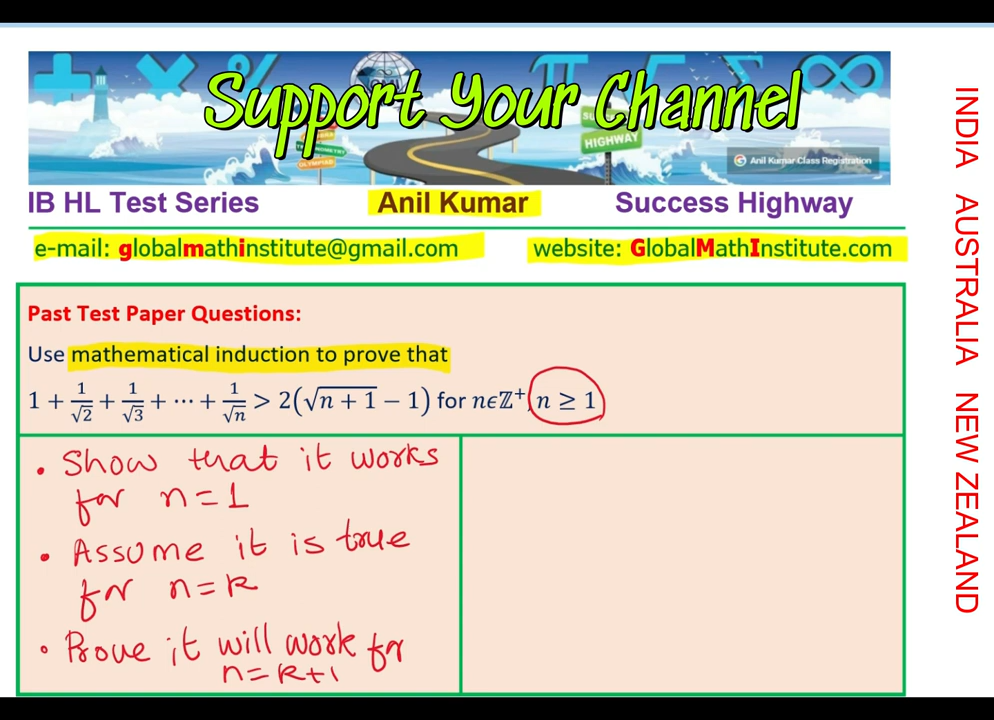 Support Your Channel
HIGHWAY
Anil Kumar Class Registration
IB HL Test Series Anil Kumar Success Highway
e-mail: globalmathinstitute@gmail.com website: GlobalMathInstitute.com
Past Test Paper Questions:
Use mathematical induction to prove that
1 + 1/√2 + 1/√3 + ⋯ + 1/√n > 2(√(n + 1) − 1) for nϵℤ⁺, n ≥ 1
• Show that it works
for n=1
• Assume it is true
for n=k
• Prove it will work for
n=k+1
INDIA AUSTRALIA NEW ZEALAND